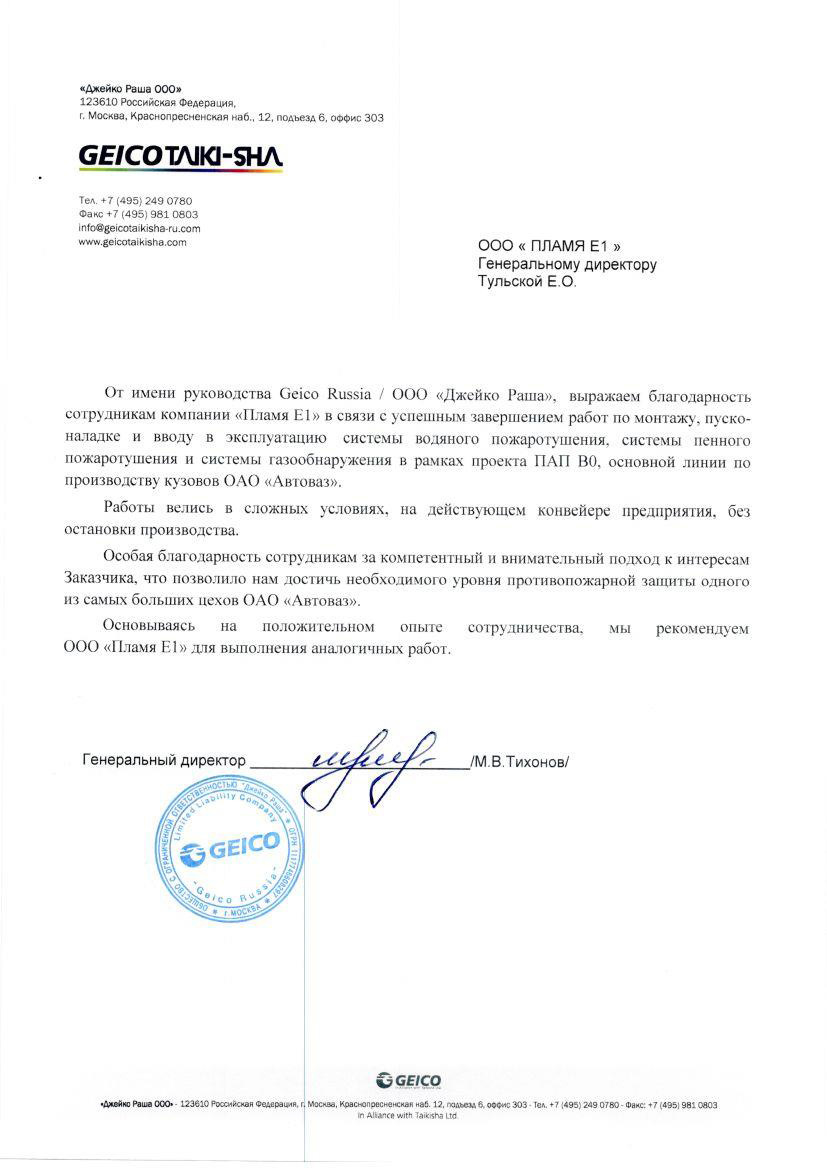 «Джейко Раша ООО»
123610 Российская Федерация,
г. Москва, Краснопресненская наб., 12, подъезд 6, оффис 303
GEICO TAIKI-SHA
Тел. +7 (495) 249 0780
Факс +7 (495) 981 0803
info@geicotaikisha-ru.com
www.geicotaikisha.com
ООО « ПЛАМЯ Е1 »
Генеральному директору
Тульской Е.О.
От имени руководства Geico Russia / ООО «Джейко Раша», выражаем благодарность
сотрудникам компании «Пламя Е1» в связи с успешным завершением работ по монтажу, пуско-
наладке и вводу в эксплуатацию системы водяного пожаротушения, системы пенного
пожаротушения и системы газообнаружения в рамках проекта ПАП В0, основной линии по
производству кузовов ОАО «Автоваз».
Работы велись в сложных условиях, на действующем конвейере предприятия, без
остановки производства.
Особая благодарность сотрудникам за компетентный и внимательный подход к интересам
Заказчика, что позволило нам достичь необходимого уровня противопожарной защиты одного
из самых больших цехов ОАО «Автоваз».
Основываясь на положительном опыте сотрудничества, мы рекомендуем
ООО «Пламя Е1» для выполнения аналогичных работ.
Генеральный директор /М.В.Тихонов/
ОБЩЕСТВО С ОГРАНИЧЕННОЙ ОТВЕТСТВЕННОСТЬЮ "Джейко Раша" * ОГРН
* г.МОСКВА *
Limited Liability Company
GEICO
"Geico Russia"
GEICO
«Джейко Раша ООО» - 123610 Российская Федерация, г. Москва, Краснопресненская наб. 12, подъезд 6, оффис 303 - Тел. +7 (495) 249 0780 - Факс: +7 (495) 981 0803
in Alliance with Taikisha Ltd.